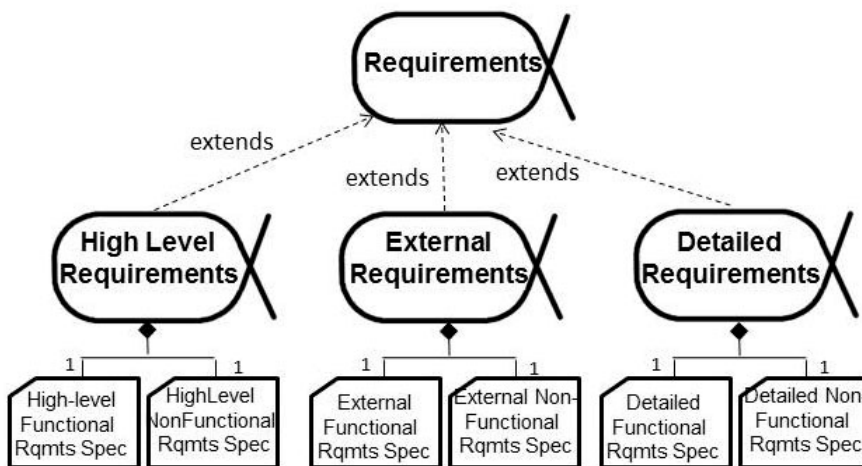 Requirements
extends
extends
extends
High Level
Requirements
External
Requirements
Detailed
Requirements
1
1
1
1
1
1
High-level
Functional
Rqmts Spec
HighLevel
NonFunctional
Rqmts Spec
External
Functional
Rqmts Spec
External Non-
Functional
Rqmts Spec
Detailed
Functional
Rqmts Spec
Detailed Non-
Functional
Rqmts Spec